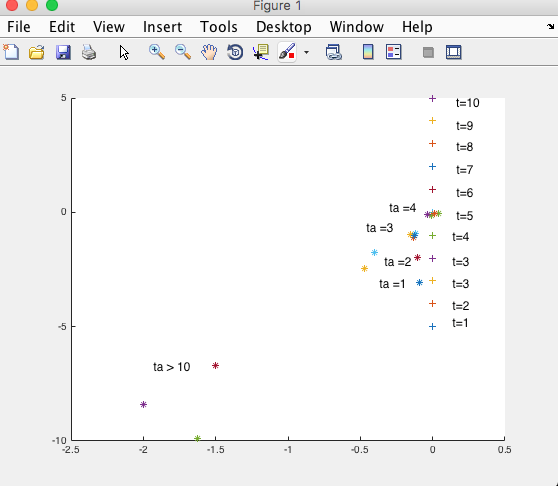 Figure 1
File Edit View Insert Tools Desktop Window Help
5
t=10
t=9
t=8
t=7
t=6
ta =4
0
t=5
ta =3
t=4
ta =2
t=3
ta =1
t=3
t=2
-5
t=1
ta > 10
-10
-2.5 -2 -1.5 -1 -0.5 0 0.5